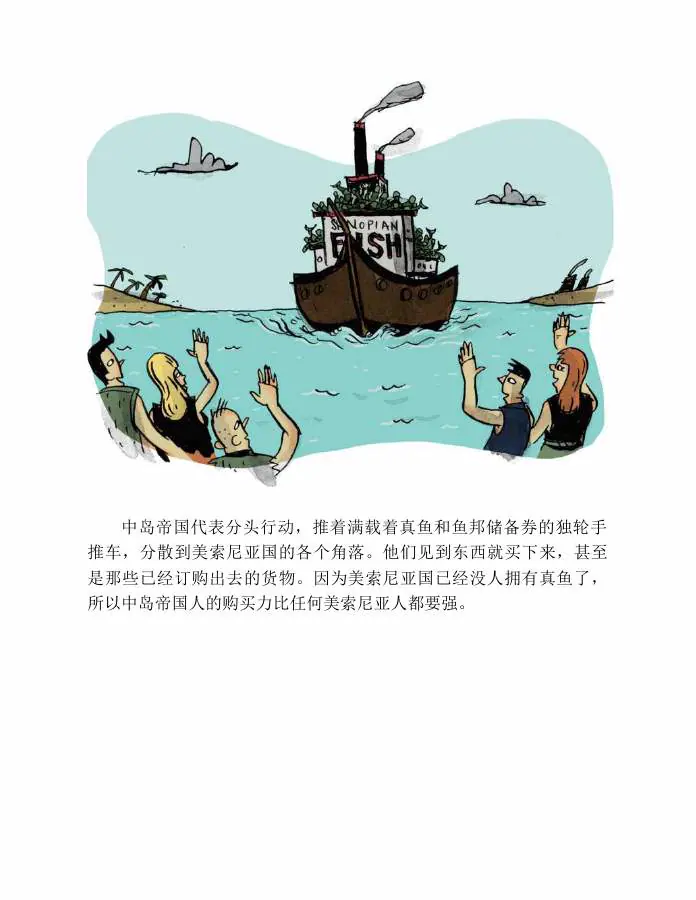 SINOPIAN
FISH
中岛帝国代表分头行动，推着满载着真鱼和鱼邦储备券的独轮手
推车，分散到美索尼亚国的各个角落。他们见到东西就买下来，甚至
是那些已经订购出去的货物。因为美索尼亚国已经没人拥有真鱼了，
所以中岛帝国人的购买力比任何美索尼亚人都要强。